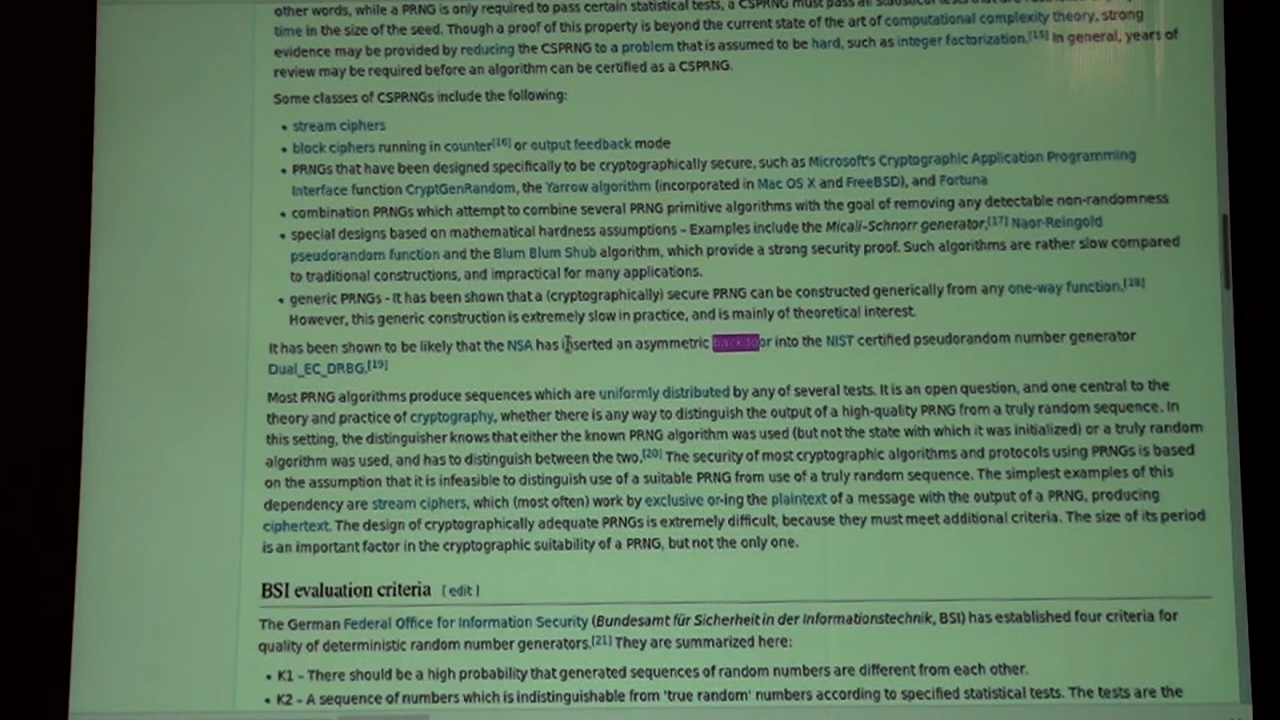 other words, while a PRNG is only required to pass certain statistical tests, a CSPRNG must pass all statistical tests that are
time in the size of the seed. Though a proof of this property is beyond the current state of the art of computational complexity theory, strong
evidence may be provided by reducing the CSPRNG to a problem that is assumed to be hard, such as integer factorization.[15] In general, years of
review may be required before an algorithm can be certified as a CSPRNG.
Some classes of CSPRNGs include the following:
• stream ciphers
• block ciphers running in counter[16] or output feedback mode
• PRNGs that have been designed specifically to be cryptographically secure, such as Microsoft's Cryptographic Application Programming
Interface function CryptGenRandom, the Yarrow algorithm (incorporated in Mac OS X and FreeBSD), and Fortuna
• combination PRNGs which attempt to combine several PRNG primitive algorithms with the goal of removing any detectable non-randomness
• special designs based on mathematical hardness assumptions – Examples include the Micali–Schnorr generator,[17] Naor-Reingold
pseudorandom function and the Blum Blum Shub algorithm, which provide a strong security proof. Such algorithms are rather slow compared
to traditional constructions, and impractical for many applications.
• generic PRNGs - It has been shown that a (cryptographically) secure PRNG can be constructed generically from any one-way function.[18]
However, this generic construction is extremely slow in practice, and is mainly of theoretical interest.
It has been shown to be likely that the NSA has inserted an asymmetric backdoor into the NIST certified pseudorandom number generator
Dual_EC_DRBG.[19]
Most PRNG algorithms produce sequences which are uniformly distributed by any of several tests. It is an open question, and one central to the
theory and practice of cryptography, whether there is any way to distinguish the output of a high-quality PRNG from a truly random sequence. In
this setting, the distinguisher knows that either the known PRNG algorithm was used (but not the state with which it was initialized) or a truly random
algorithm was used, and has to distinguish between the two.[20] The security of most cryptographic algorithms and protocols using PRNGs is based
on the assumption that it is infeasible to distinguish use of a suitable PRNG from use of a truly random sequence. The simplest examples of this
dependency are stream ciphers, which (most often) work by exclusive or-ing the plaintext of a message with the output of a PRNG, producing
ciphertext. The design of cryptographically adequate PRNGs is extremely difficult, because they must meet additional criteria. The size of its period
is an important factor in the cryptographic suitability of a PRNG, but not the only one.
BSI evaluation criteria [edit]
The German Federal Office for Information Security (Bundesamt für Sicherheit in der Informationstechnik, BSI) has established four criteria for
quality of deterministic random number generators.[21] They are summarized here:
• K1 – There should be a high probability that generated sequences of random numbers are different from each other.
• K2 – A sequence of numbers which is indistinguishable from 'true random' numbers according to specified statistical tests. The tests are the